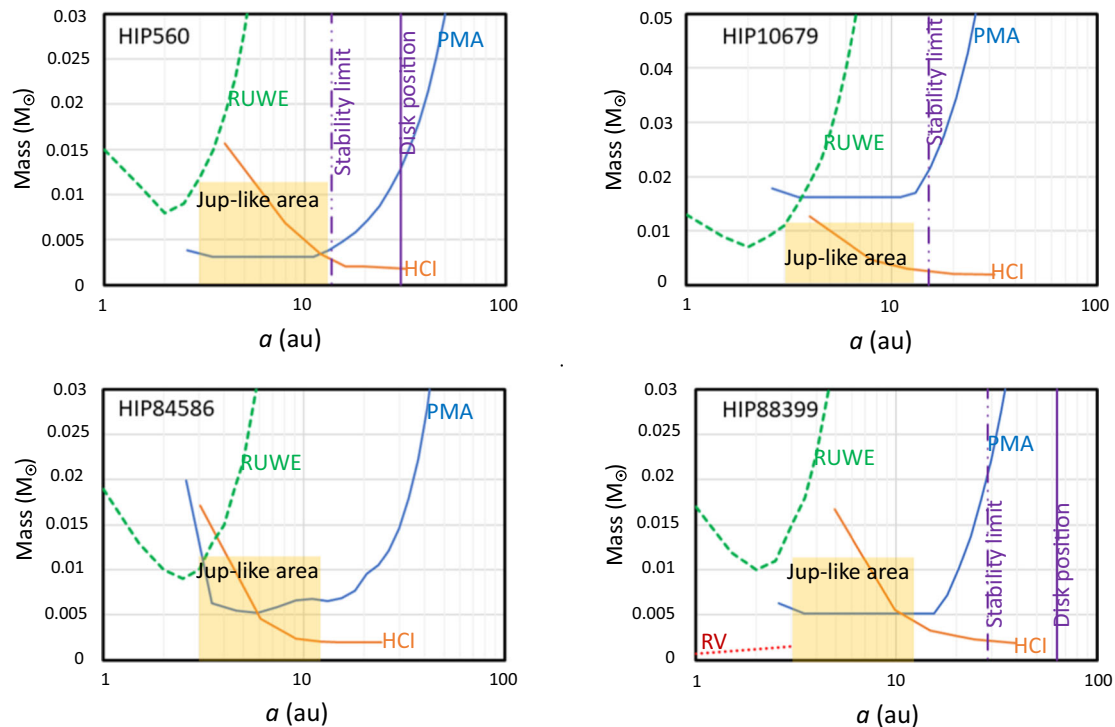 HIP560
0.03
0.025
0.02
0.015
0.01
0.005
0
Mass (M☉)
RUWE
Jup-like area
Stability limit
Disk position
PMA
HCI
1
10
100
a (au)
HIP10679
0.05
0.04
0.03
0.02
0.01
0
Mass (M☉)
RUWE
Jup-like area
Stability limit
PMA
HCI
1
10
100
a (au)
HIP84586
0.03
0.025
0.02
0.015
0.01
0.005
0
Mass (M☉)
RUWE
Jup-like area
PMA
HCI
1
10
100
a (au)
HIP88399
0.03
0.025
0.02
0.015
0.01
0.005
0
Mass (M☉)
RUWE
Jup-like area
RV
Stability limit
PMA
Disk position
HCI
1
10
100
a (au)